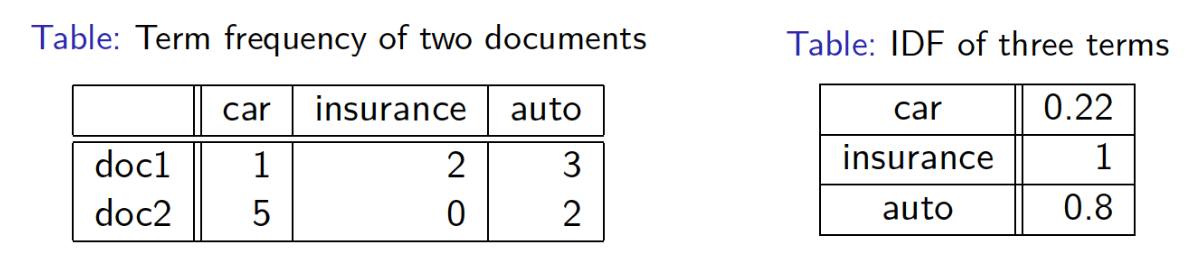 Table: Term frequency of two documents
car insurance auto
doc1 1 2 3
doc2 5 0 2
Table: IDF of three terms
car 0.22
insurance 1
auto 0.8